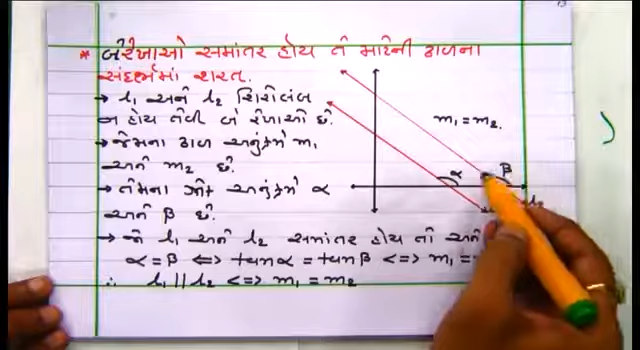 * બે રેખાઓ સમાંતર હોય તે માટેની ઢાળના
સંદર્ભમાં શરત.
→ l₁ અને l₂ શિરોલંબ
ન હોય તેવી બે રેખાઓ છે.
→ જેમના ઢાળ અનુક્રમે m₁
અને m₂ છે.
→ તેમના ખૂણા અનુક્રમે α
અને β છે.
→ જો l₁ અને l₂ સમાંતર હોય તો અને
α = β <=> tanα = tanβ <=> m₁ =
∴ l₁ || l₂ <=> m₁ = m₂
m₁ = m₂.
α
β
l₂